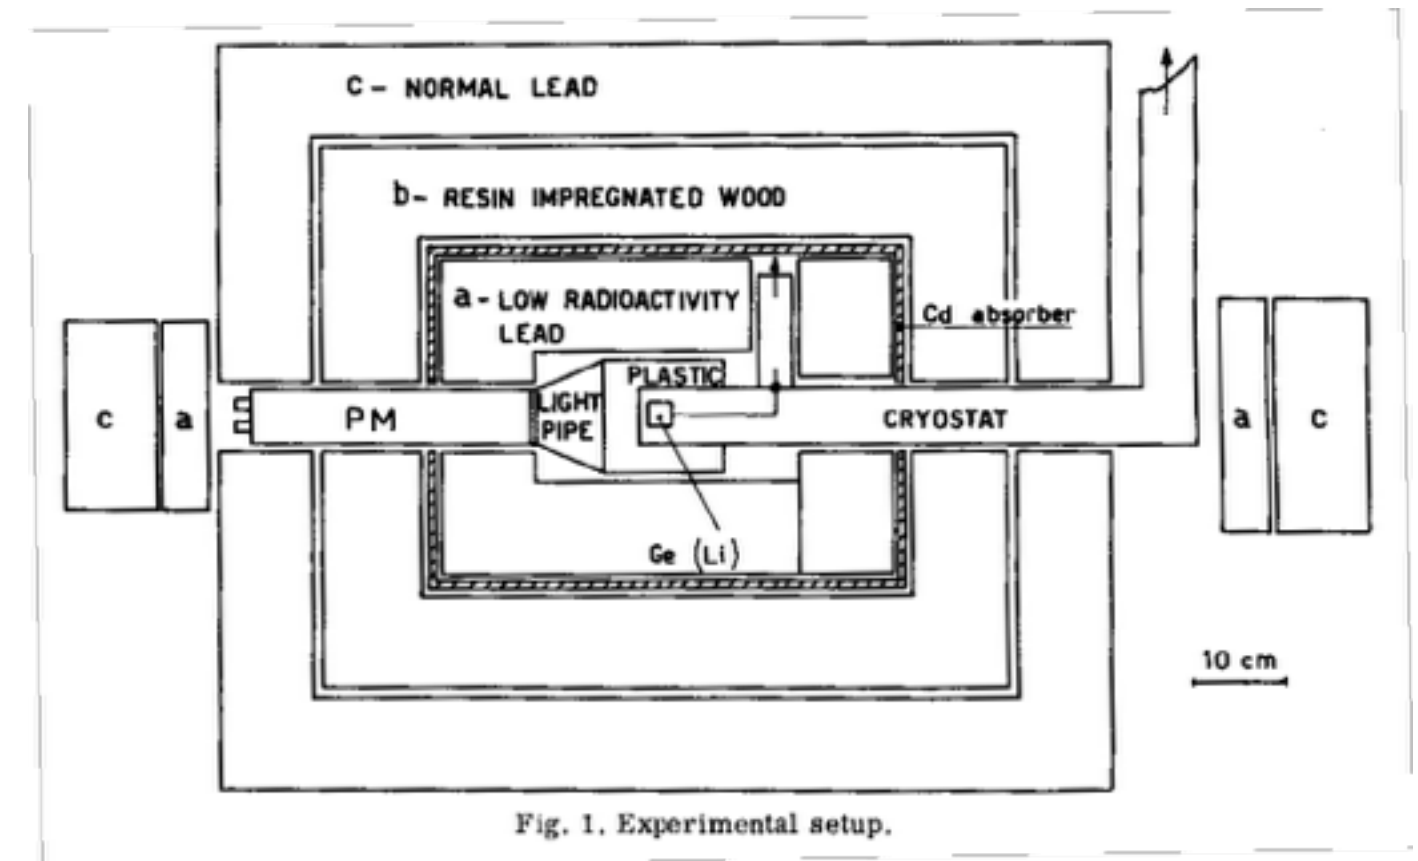 c - NORMAL LEAD
b - RESIN IMPREGNATED WOOD
a - LOW RADIOACTIVITY
LEAD
Cd absorber
PLASTIC
c
a
PM
LIGHT
PIPE
CRYOSTAT
a
c
Ge (Li)
10 cm
Fig. 1. Experimental setup.